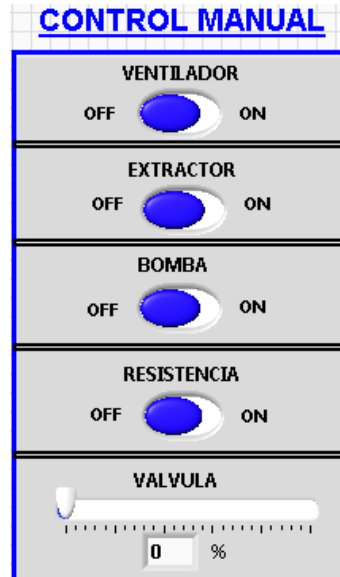 CONTROL MANUAL
VENTILADOR
OFF ON
EXTRACTOR
OFF ON
BOMBA
OFF ON
RESISTENCIA
OFF ON
VALVULA
0 %